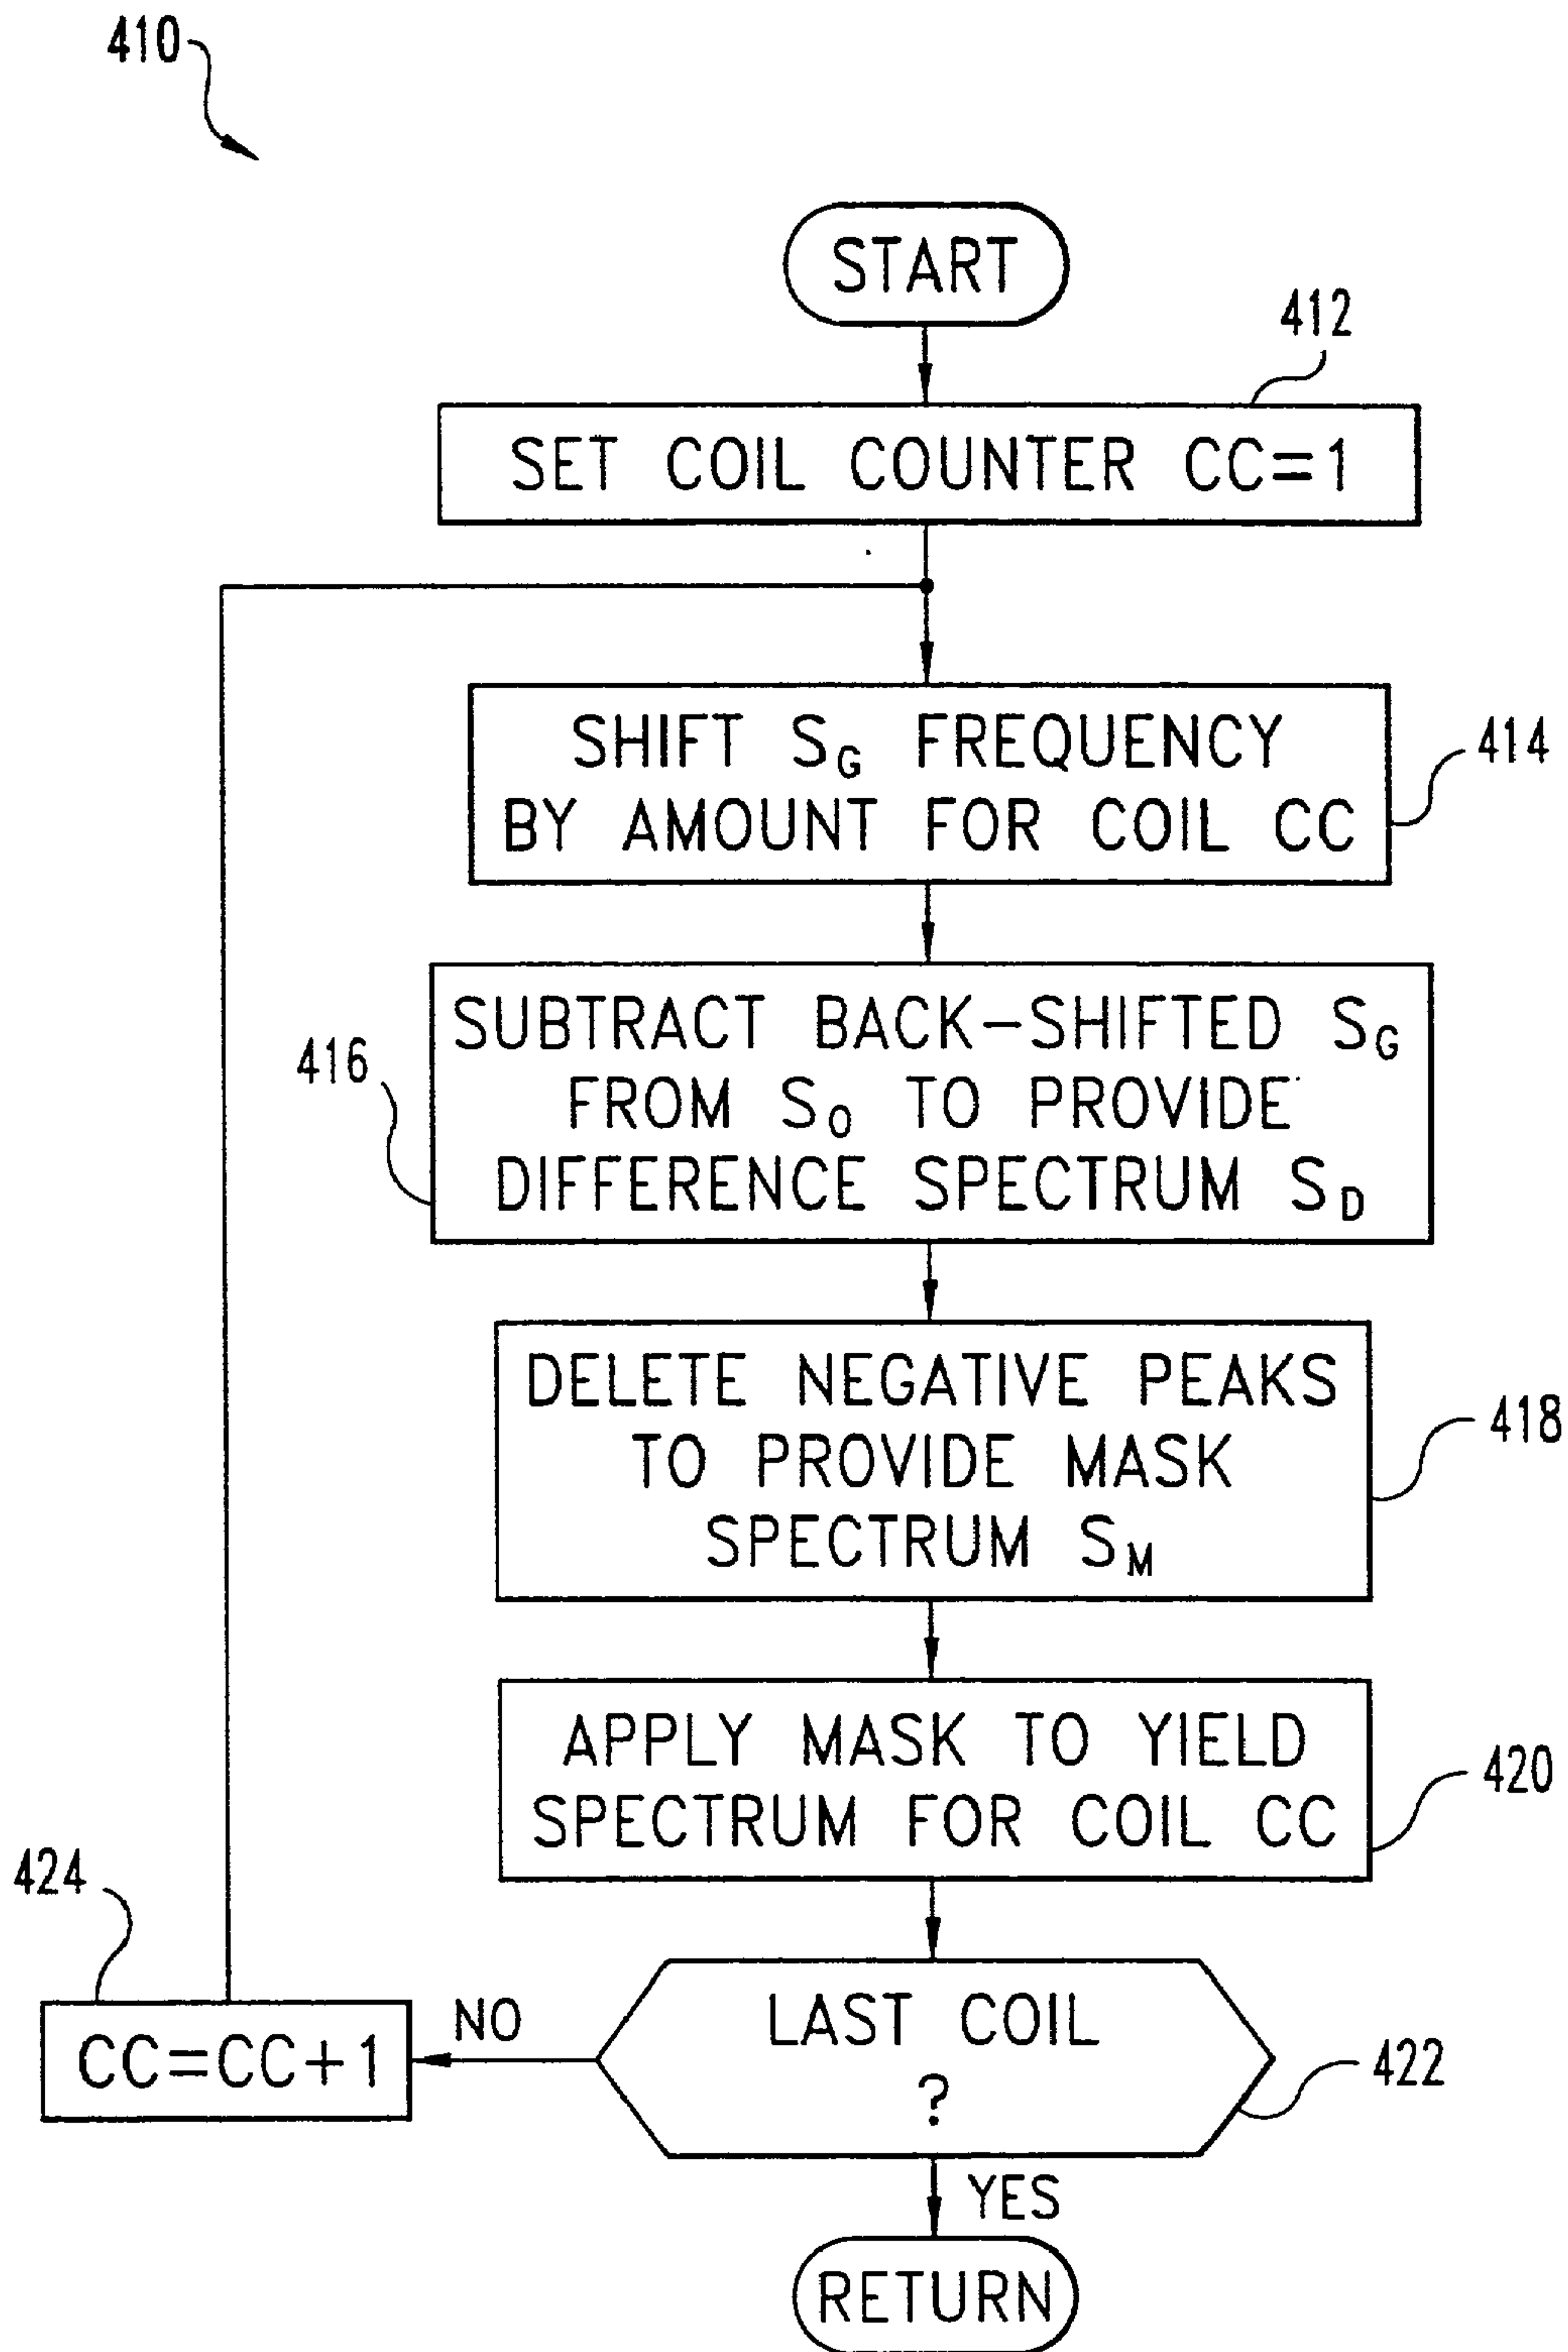 410
START
412
SET COIL COUNTER CC=1
SHIFT S_G FREQUENCY
BY AMOUNT FOR COIL CC
414
SUBTRACT BACK-SHIFTED S_G
FROM S_0 TO PROVIDE
DIFFERENCE SPECTRUM S_D
416
DELETE NEGATIVE PEAKS
TO PROVIDE MASK
SPECTRUM S_M
418
APPLY MASK TO YIELD
SPECTRUM FOR COIL CC
420
424
CC=CC+1
NO
LAST COIL
?
422
YES
RETURN